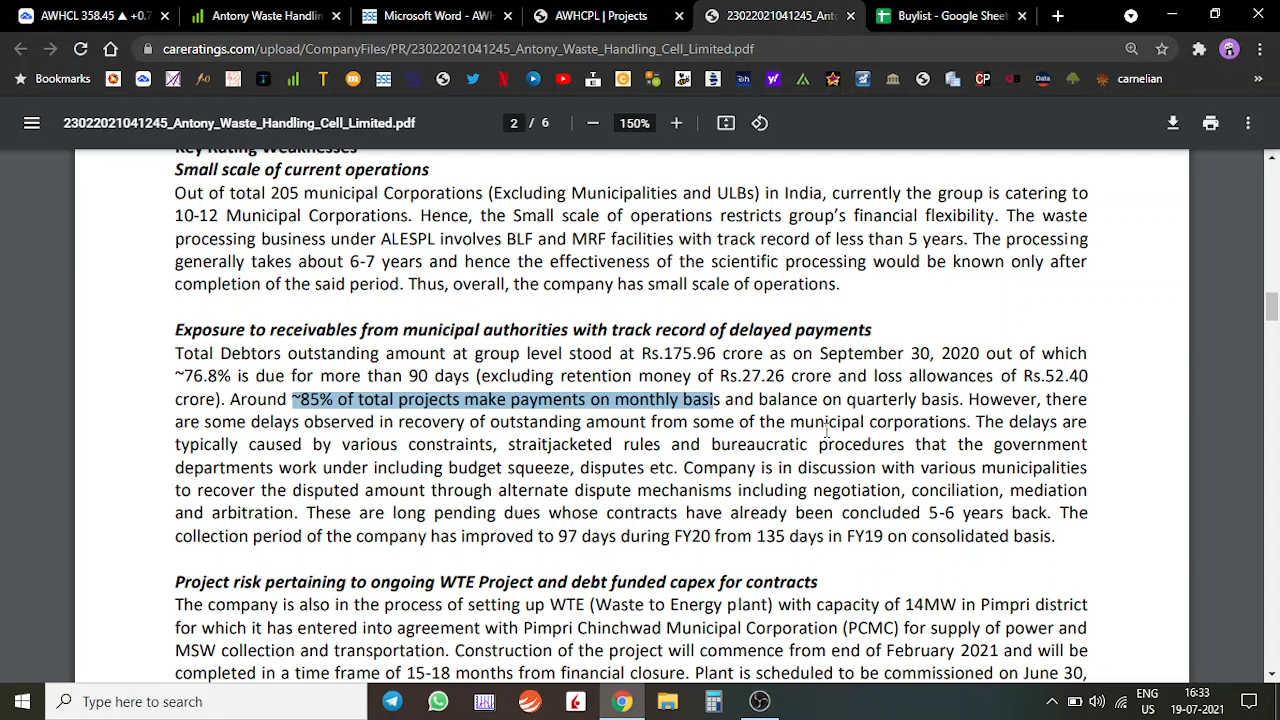 AWHCL 358.45 ▲ +0.7
Antony Waste Handlin
Microsoft Word - AWH
AWHCPL | Projects
23022021041245_Anto
Buylist - Google Sheet
careratings.com/upload/CompanyFiles/PR/23022021041245_Antony_Waste_Handling_Cell_Limited.pdf
Bookmarks
Data
carnelian
23022021041245_Antony_Waste_Handling_Cell_Limited.pdf
2 / 6
150%
Key Rating Weaknesses
Small scale of current operations
Out of total 205 municipal Corporations (Excluding Municipalities and ULBs) in India, currently the group is catering to
10-12 Municipal Corporations. Hence, the Small scale of operations restricts group's financial flexibility. The waste
processing business under ALESPL involves BLF and MRF facilities with track record of less than 5 years. The processing
generally takes about 6-7 years and hence the effectiveness of the scientific processing would be known only after
completion of the said period. Thus, overall, the company has small scale of operations.
Exposure to receivables from municipal authorities with track record of delayed payments
Total Debtors outstanding amount at group level stood at Rs.175.96 crore as on September 30, 2020 out of which
~76.8% is due for more than 90 days (excluding retention money of Rs.27.26 crore and loss allowances of Rs.52.40
crore). Around ~85% of total projects make payments on monthly basis and balance on quarterly basis. However, there
are some delays observed in recovery of outstanding amount from some of the municipal corporations. The delays are
typically caused by various constraints, straitjacketed rules and bureaucratic procedures that the government
departments work under including budget squeeze, disputes etc. Company is in discussion with various municipalities
to recover the disputed amount through alternate dispute mechanisms including negotiation, conciliation, mediation
and arbitration. These are long pending dues whose contracts have already been concluded 5-6 years back. The
collection period of the company has improved to 97 days during FY20 from 135 days in FY19 on consolidated basis.
Project risk pertaining to ongoing WTE Project and debt funded capex for contracts
The company is also in the process of setting up WTE (Waste to Energy plant) with capacity of 14MW in Pimpri district
for which it has entered into agreement with Pimpri Chinchwad Municipal Corporation (PCMC) for supply of power and
MSW collection and transportation. Construction of the project will commence from end of February 2021 and will be
completed in a time frame of 15-18 months from financial closure. Plant is scheduled to be commissioned on June 30,
Type here to search
ENG
US
16:33
19-07-2021